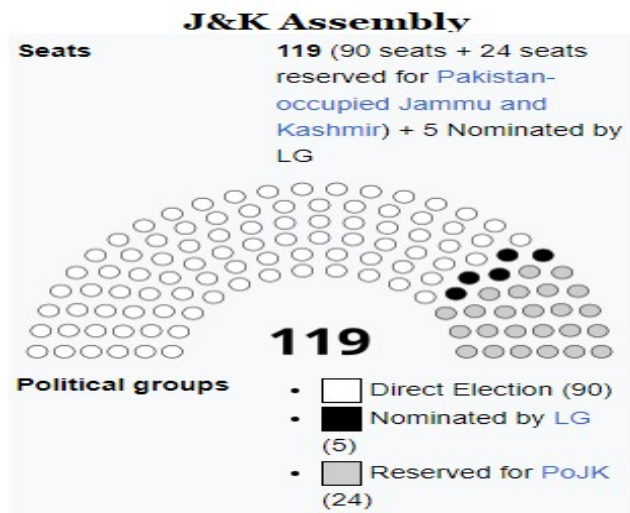 J&K Assembly
Seats 119 (90 seats + 24 seats
reserved for Pakistan-
occupied Jammu and
Kashmir) + 5 Nominated by
LG
119
Political groups
• Direct Election (90)
• Nominated by LG
(5)
• Reserved for PoJK
(24)